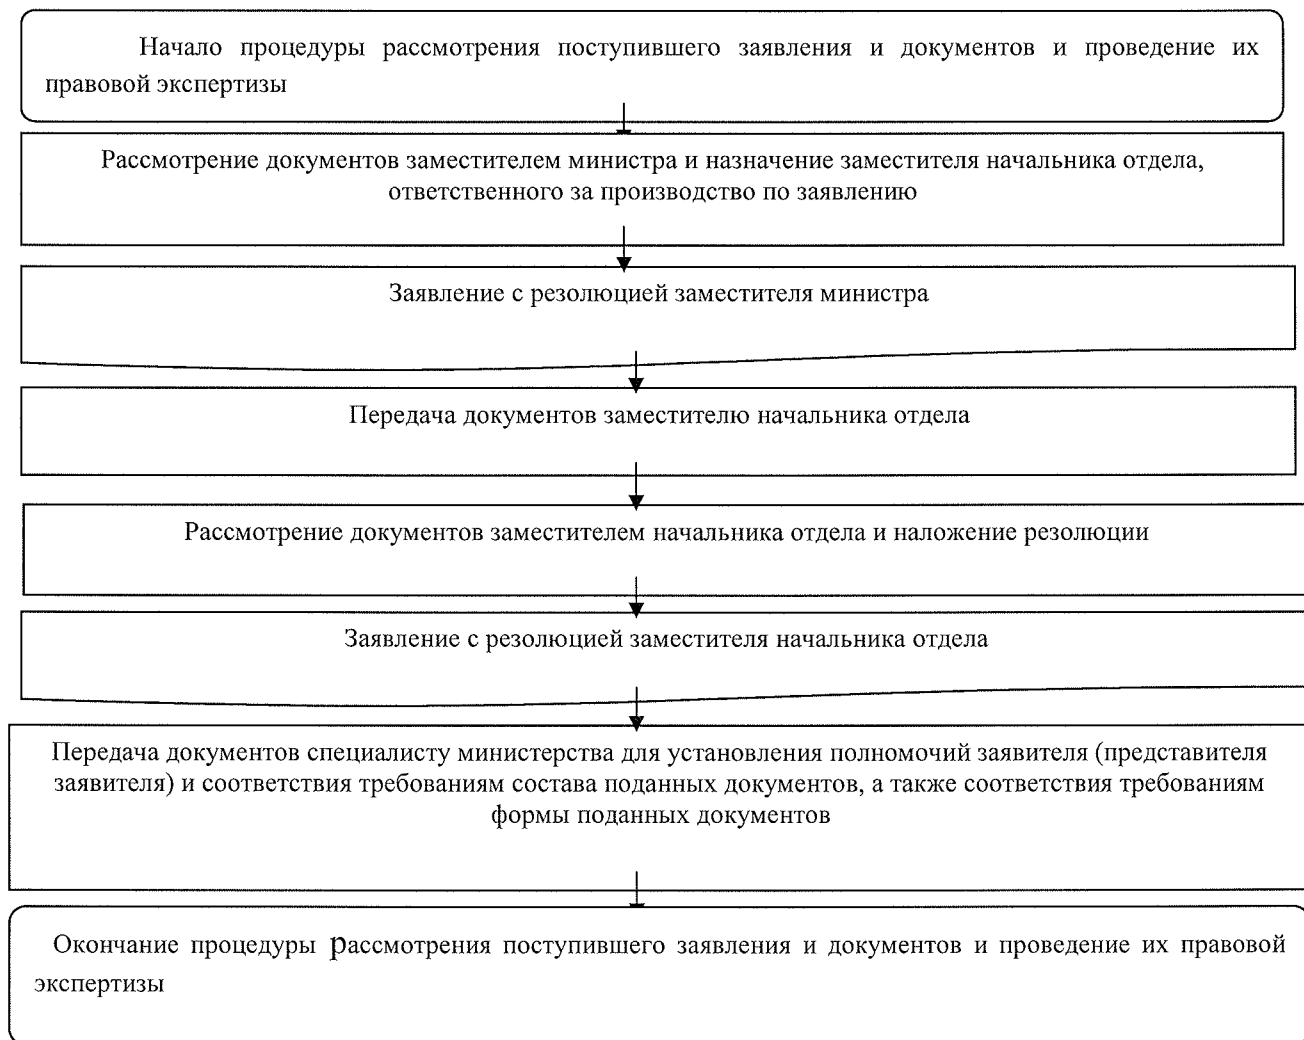 Начало процедуры рассмотрения поступившего заявления и документов и проведение их
правовой экспертизы
Рассмотрение документов заместителем министра и назначение заместителя начальника отдела,
ответственного за производство по заявлению
Заявление с резолюцией заместителя министра
Передача документов заместителю начальника отдела
Рассмотрение документов заместителем начальника отдела и наложение резолюции
Заявление с резолюцией заместителя начальника отдела
Передача документов специалисту министерства для установления полномочий заявителя (представителя
заявителя) и соответствия требованиям состава поданных документов, а также соответствия требованиям
формы поданных документов
Окончание процедуры рассмотрения поступившего заявления и документов и проведение их правовой
экспертизы